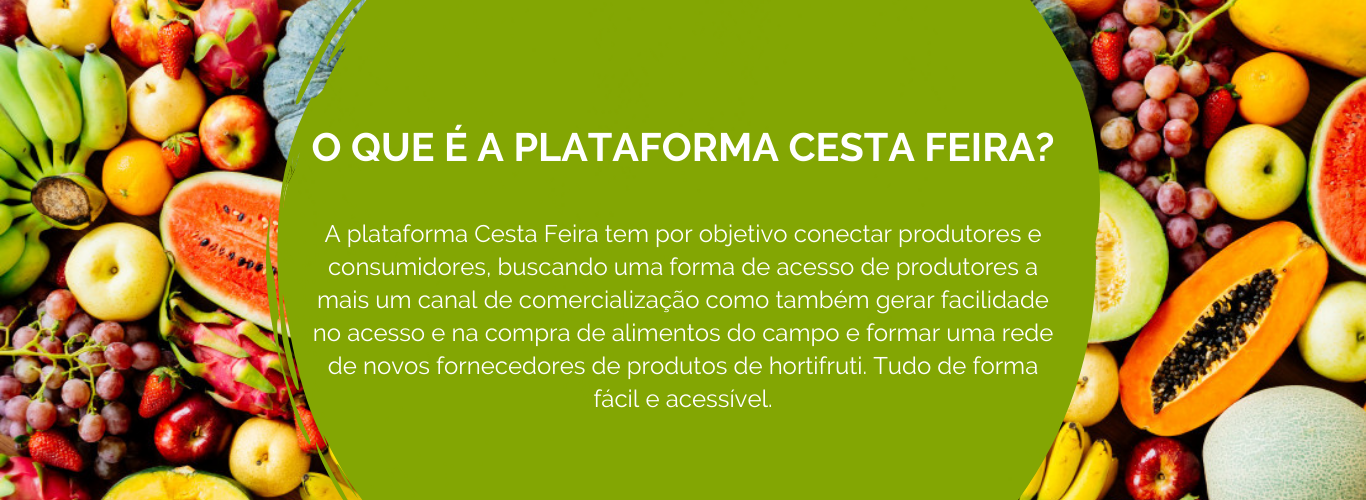 O QUE É A PLATAFORMA CESTA FEIRA?
A plataforma Cesta Feira tem por objetivo conectar produtores e
consumidores, buscando uma forma de acesso de produtores a
mais um canal de comercialização como também gerar facilidade
no acesso e na compra de alimentos do campo e formar uma rede
de novos fornecedores de produtos de hortifruti. Tudo de forma
fácil e acessível.